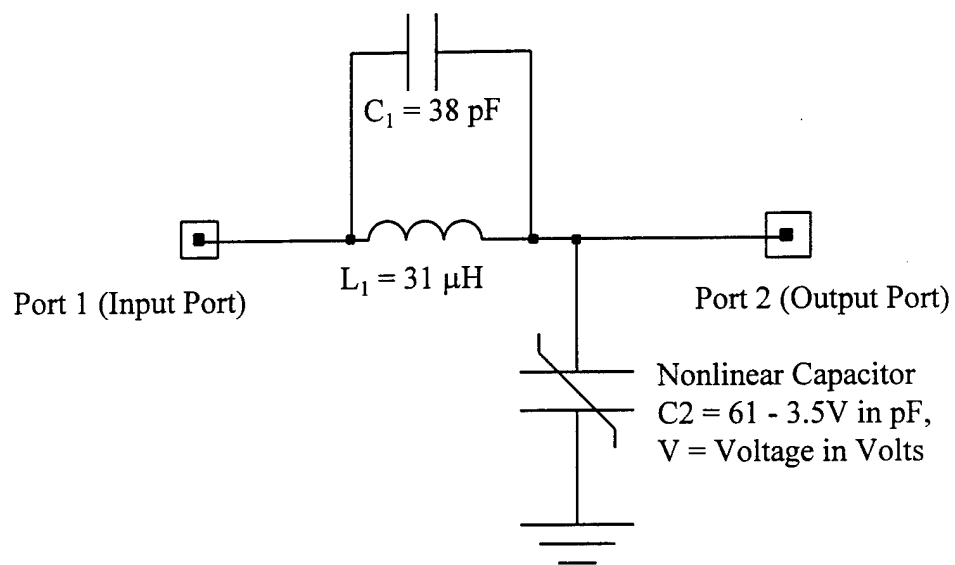 C₁ = 38 pF
L₁ = 31 μH
Port 1 (Input Port)
Port 2 (Output Port)
Nonlinear Capacitor
C2 = 61 - 3.5V in pF,
V = Voltage in Volts